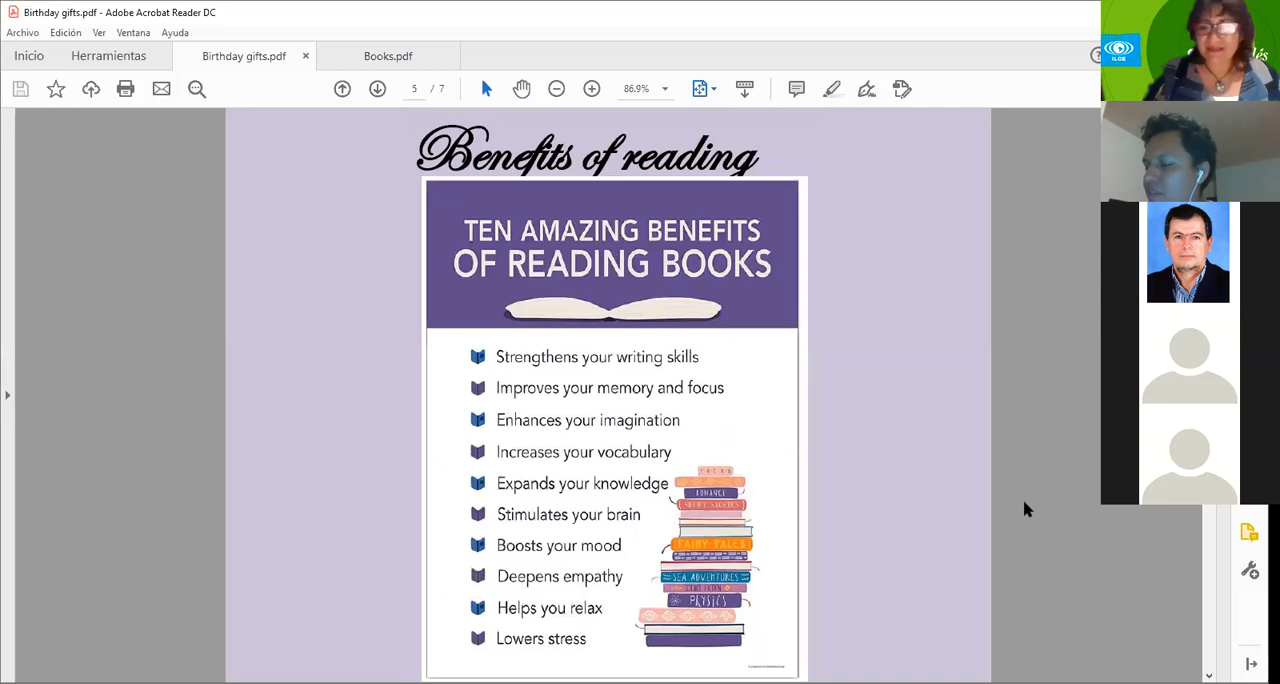 Birthday gifts.pdf - Adobe Acrobat Reader DC
Archivo Edición Ver Ventana Ayuda
Inicio Herramientas Birthday gifts.pdf × Books.pdf
5 / 7 86.9%
ILOE
Benefits of reading
TEN AMAZING BENEFITS
OF READING BOOKS
Strengthens your writing skills
Improves your memory and focus
Enhances your imagination
Increases your vocabulary
Expands your knowledge
Stimulates your brain
Boosts your mood
Deepens empathy
Helps you relax
Lowers stress
ROMANCE
SHORT STORIES
FAIRY TALES
SEA ADVENTURES
PHYSICS